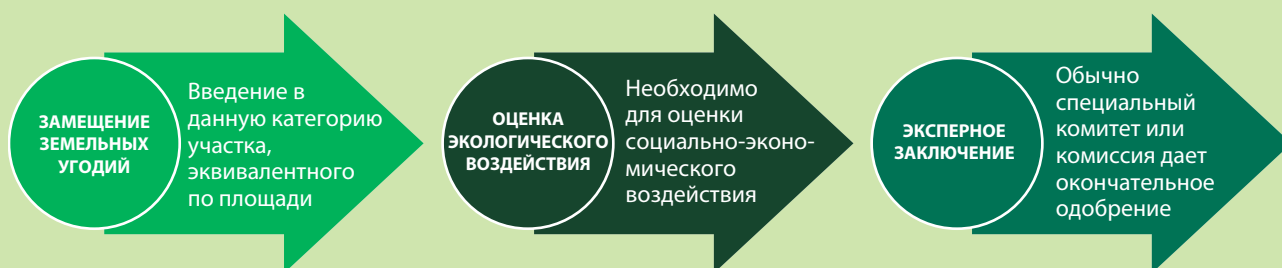 ЗАМЕЩЕНИЕ
ЗЕМЕЛЬНЫХ
УГОДИЙ
Введение в
данную категорию
участка,
эквивалентного
по площади
ОЦЕНКА
ЭКОЛОГИЧЕСКОГО
ВОЗДЕЙСТВИЯ
Необходимо
для оценки
социально-эконо-
мического
воздействия
ЭКСПЕРНОЕ
ЗАКЛЮЧЕНИЕ
Обычно
специальный
комитет или
комиссия дает
окончательное
одобрение